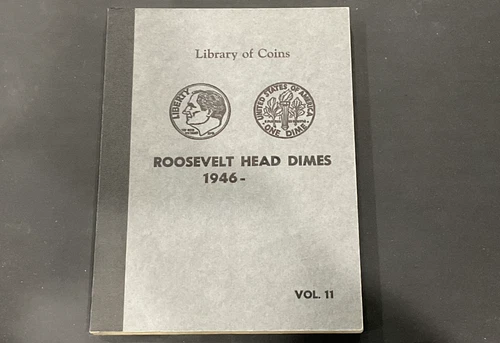 Library of Coins
LIBERTY
UNITED STATES OF AMERICA
ONE DIME
ROOSEVELT HEAD DIMES
1946-
VOL. 11